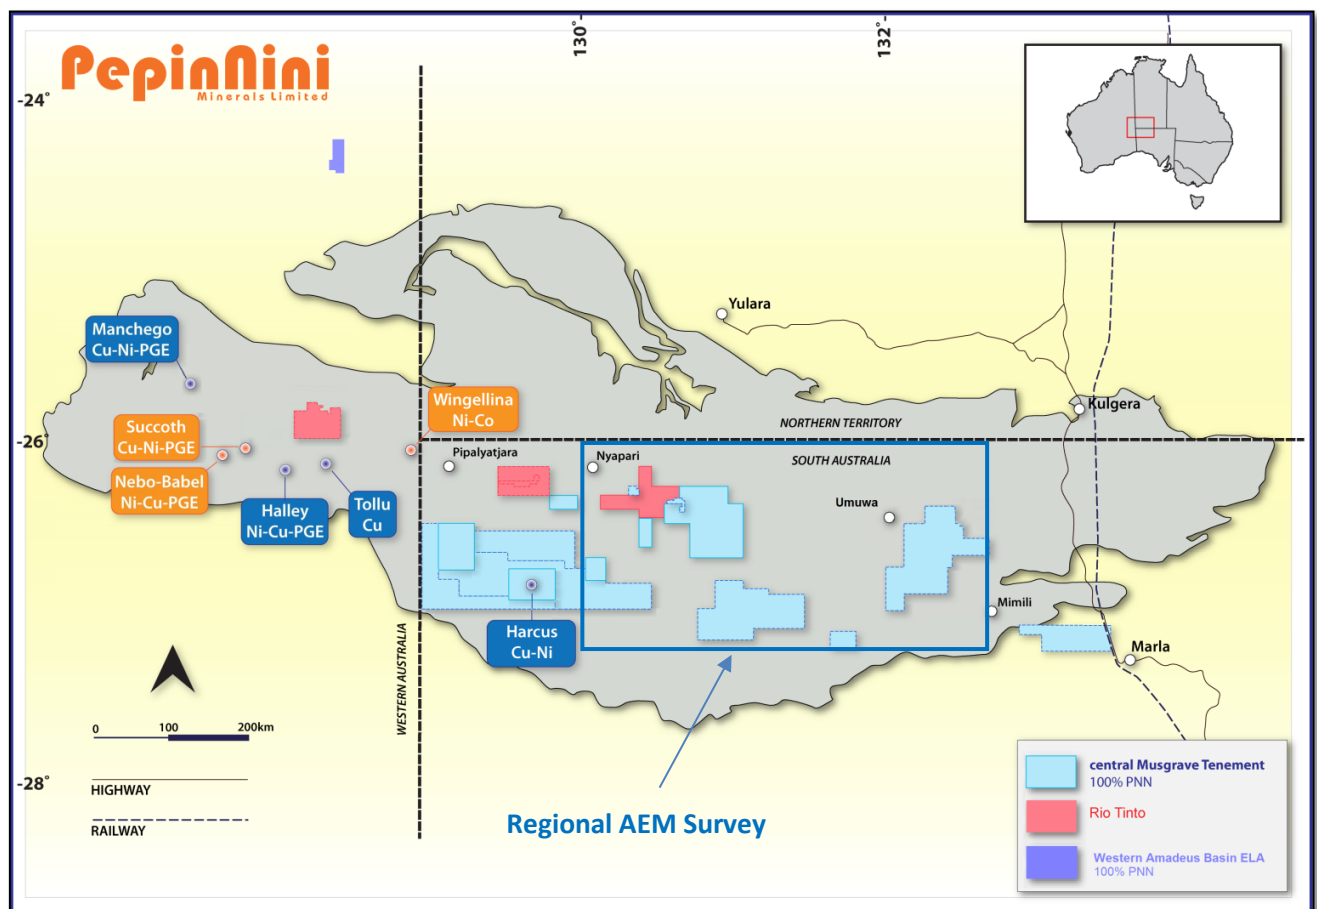 130°
132°
PepinNini
Minerals Limited
-24°
Yulara
Manchego
Cu-Ni-PGE
Wingellina
Ni-Co
Kulgera
Succoth
Cu-Ni-PGE
NORTHERN TERRITORY
-26°
Pipalyatjara
Nyapari
SOUTH AUSTRALIA
Nebo-Babel
Ni-Cu-PGE
Halley
Ni-Cu-PGE
Tollu
Cu
Umuwa
Mimili
Harcus
Cu-Ni
Marla
WESTERN AUSTRALIA
0 100 200km
-28°
HIGHWAY
RAILWAY
Regional AEM Survey
central Musgrave Tenement
100% PNN
Rio Tinto
Western Amadeus Basin ELA
100% PNN